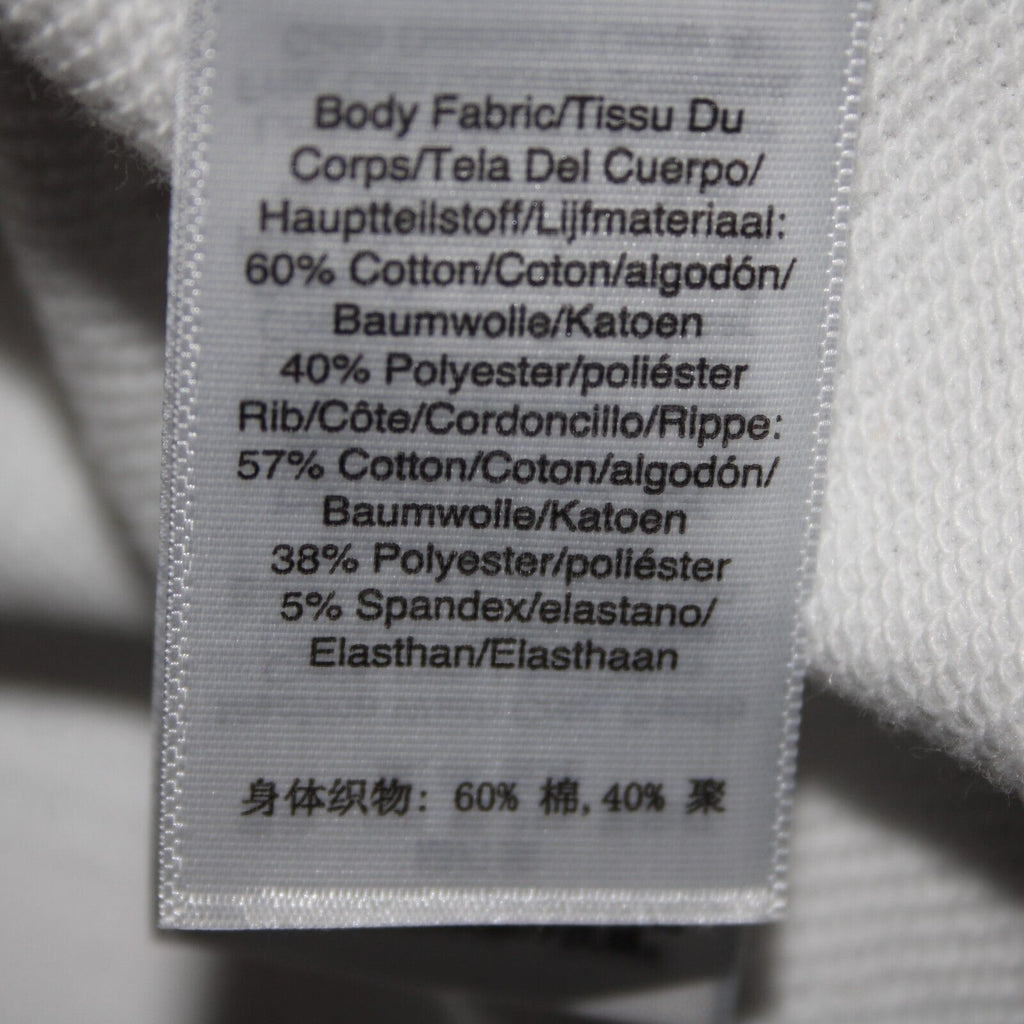 Body Fabric/Tissu Du
Corps/Tela Del Cuerpo/
Hauptteilstoff/Lijfmateriaal:
60% Cotton/Coton/algodón/
Baumwolle/Katoen
40% Polyester/poliéster
Rib/Côte/Cordoncillo/Rippe:
57% Cotton/Coton/algodón/
Baumwolle/Katoen
38% Polyester/poliéster
5% Spandex/elastano/
Elasthan/Elasthaan
身体织物: 60% 棉,40% 聚